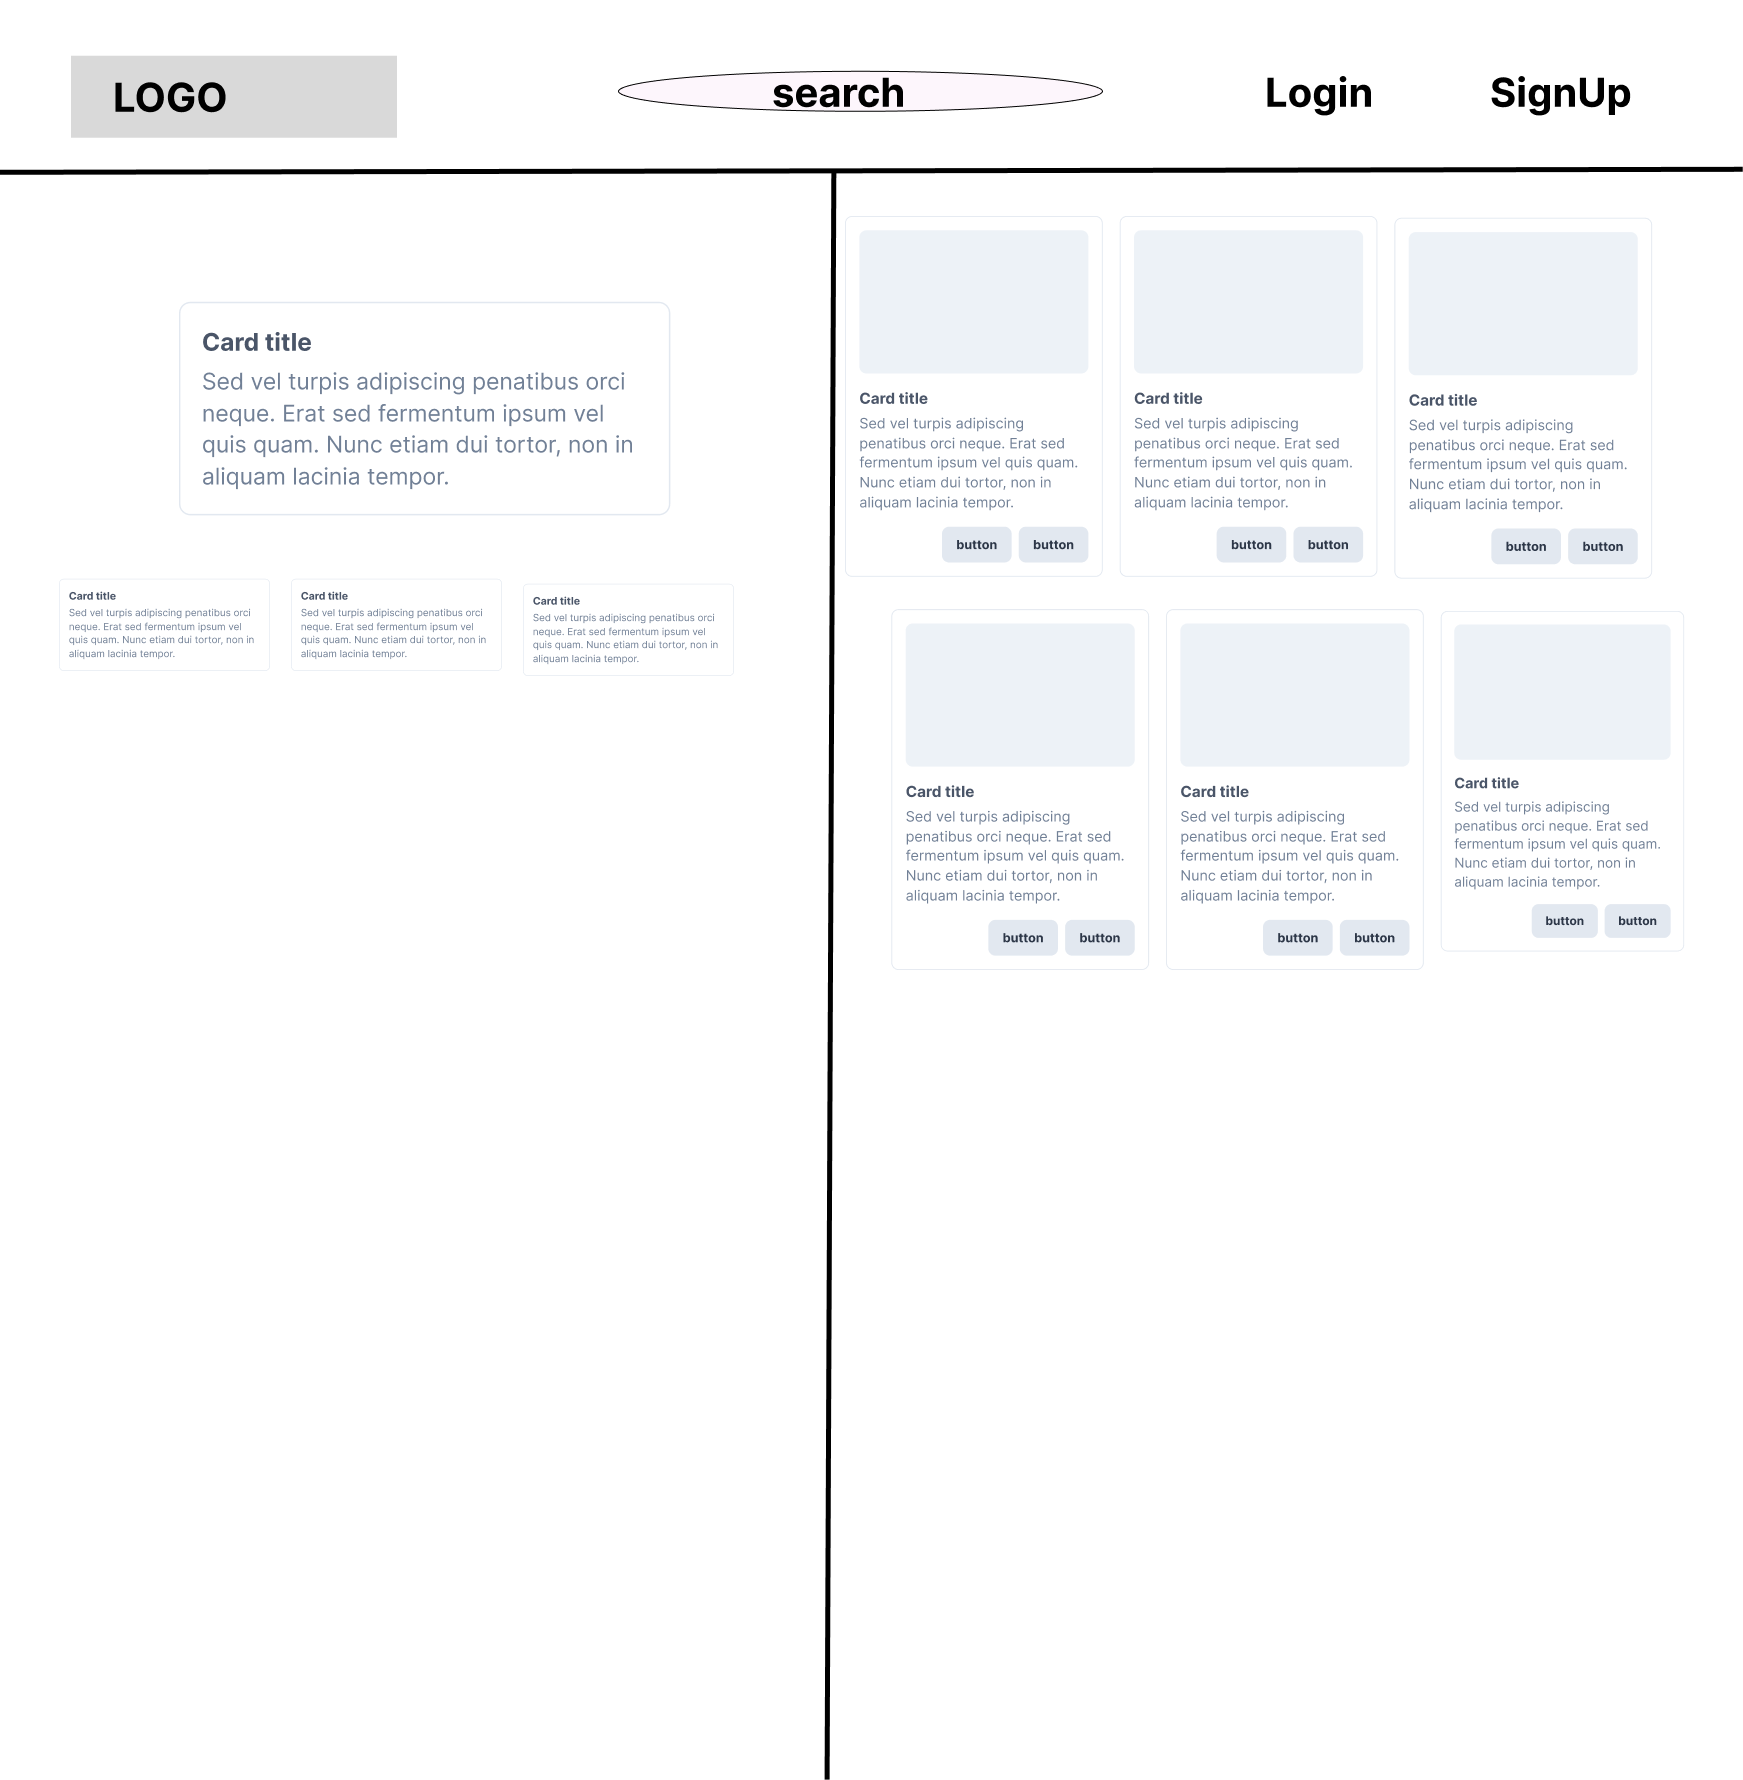 LOGO
search
Login
SignUp
Card title
Sed vel turpis adipiscing penatibus orci
neque. Erat sed fermentum ipsum vel
quis quam. Nunc etiam dui tortor, non in
aliquam lacinia tempor.
Card title
Sed vel turpis adipiscing penatibus orci
neque. Erat sed fermentum ipsum vel
quis quam. Nunc etiam dui tortor, non in
aliquam lacinia tempor.
Card title
Sed vel turpis adipiscing penatibus orci
neque. Erat sed fermentum ipsum vel
quis quam. Nunc etiam dui tortor, non in
aliquam lacinia tempor.
Card title
Sed vel turpis adipiscing penatibus orci
neque. Erat sed fermentum ipsum vel
quis quam. Nunc etiam dui tortor, non in
aliquam lacinia tempor.
Card title
Sed vel turpis adipiscing
penatibus orci neque. Erat sed
fermentum ipsum vel quis quam.
Nunc etiam dui tortor, non in
aliquam lacinia tempor.
button button
Card title
Sed vel turpis adipiscing
penatibus orci neque. Erat sed
fermentum ipsum vel quis quam.
Nunc etiam dui tortor, non in
aliquam lacinia tempor.
button button
Card title
Sed vel turpis adipiscing
penatibus orci neque. Erat sed
fermentum ipsum vel quis quam.
Nunc etiam dui tortor, non in
aliquam lacinia tempor.
button button
Card title
Sed vel turpis adipiscing
penatibus orci neque. Erat sed
fermentum ipsum vel quis quam.
Nunc etiam dui tortor, non in
aliquam lacinia tempor.
button button
Card title
Sed vel turpis adipiscing
penatibus orci neque. Erat sed
fermentum ipsum vel quis quam.
Nunc etiam dui tortor, non in
aliquam lacinia tempor.
button button
Card title
Sed vel turpis adipiscing
penatibus orci neque. Erat sed
fermentum ipsum vel quis quam.
Nunc etiam dui tortor, non in
aliquam lacinia tempor.
button button